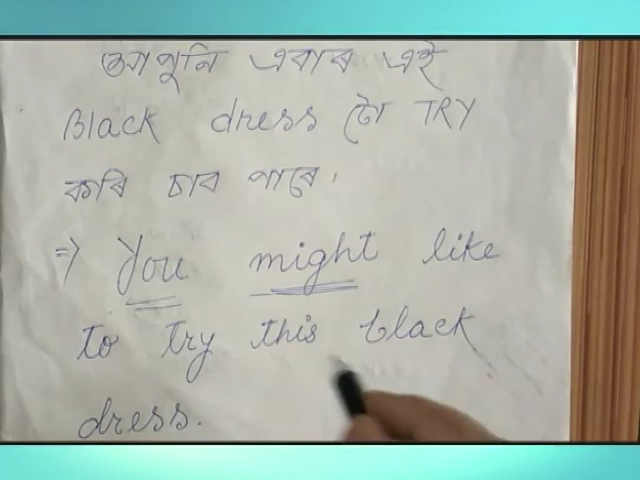 আপুনি এবাৰ এই
Black dress টো TRY
কৰি চাব পাৰে।
⇒ You might like
to try this black
dress.